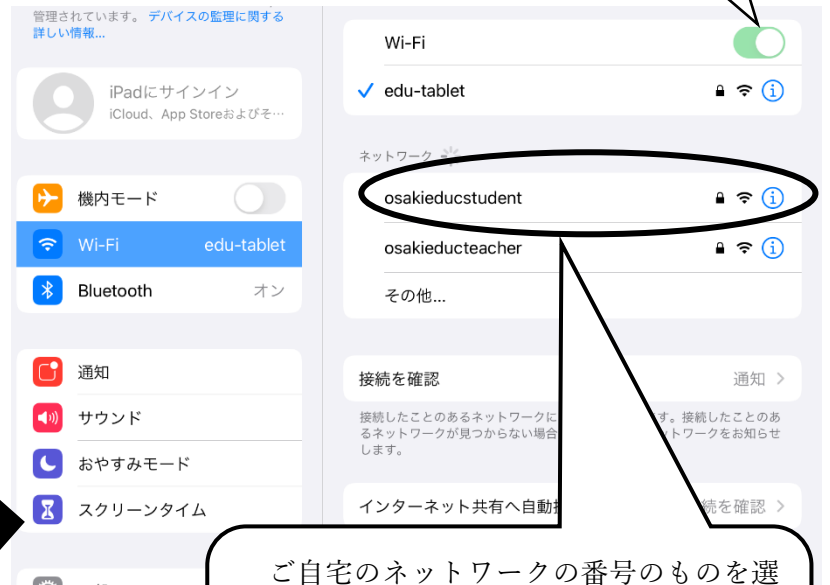 管理されています。デバイスの監理に関する
詳しい情報...
iPadにサインイン
iCloud、App Storeおよびそ…
機内モード
Wi-Fi edu-tablet
Bluetooth オン
通知
サウンド
おやすみモード
スクリーンタイム
Wi-Fi
edu-tablet
ネットワーク
osakieducstudent
osakieducteacher
その他...
接続を確認 通知
接続したことのあるネットワークに す。接続したことのあ
るネットワークが見つからない場合 トワークをお知らせ
します。
インターネット共有へ自動 続を確認
ご自宅のネットワークの番号のものを選